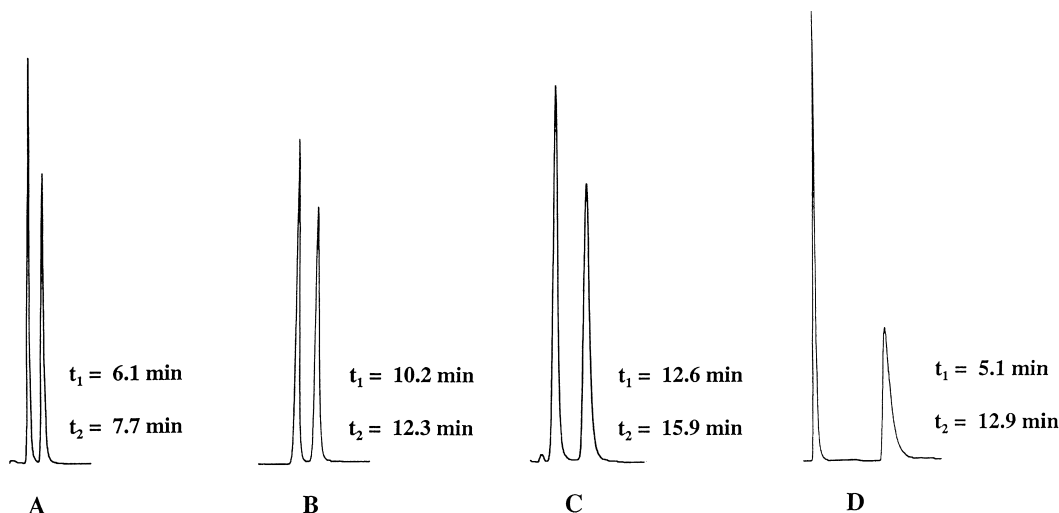 t₁ = 6.1 min
t₂ = 7.7 min
A
t₁ = 10.2 min
t₂ = 12.3 min
B
t₁ = 12.6 min
t₂ = 15.9 min
C
t₁ = 5.1 min
t₂ = 12.9 min
D